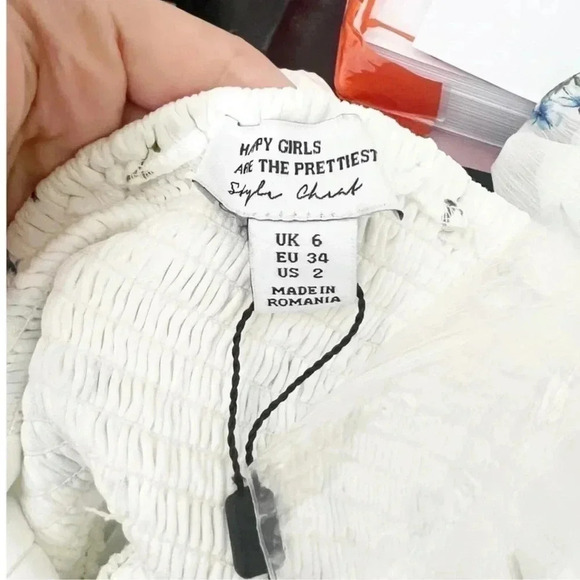 HAPPY GIRLS
ARE THE PRETTIEST
Style Cheat
UK 6
EU 34
US 2
MADE IN
ROMANIA